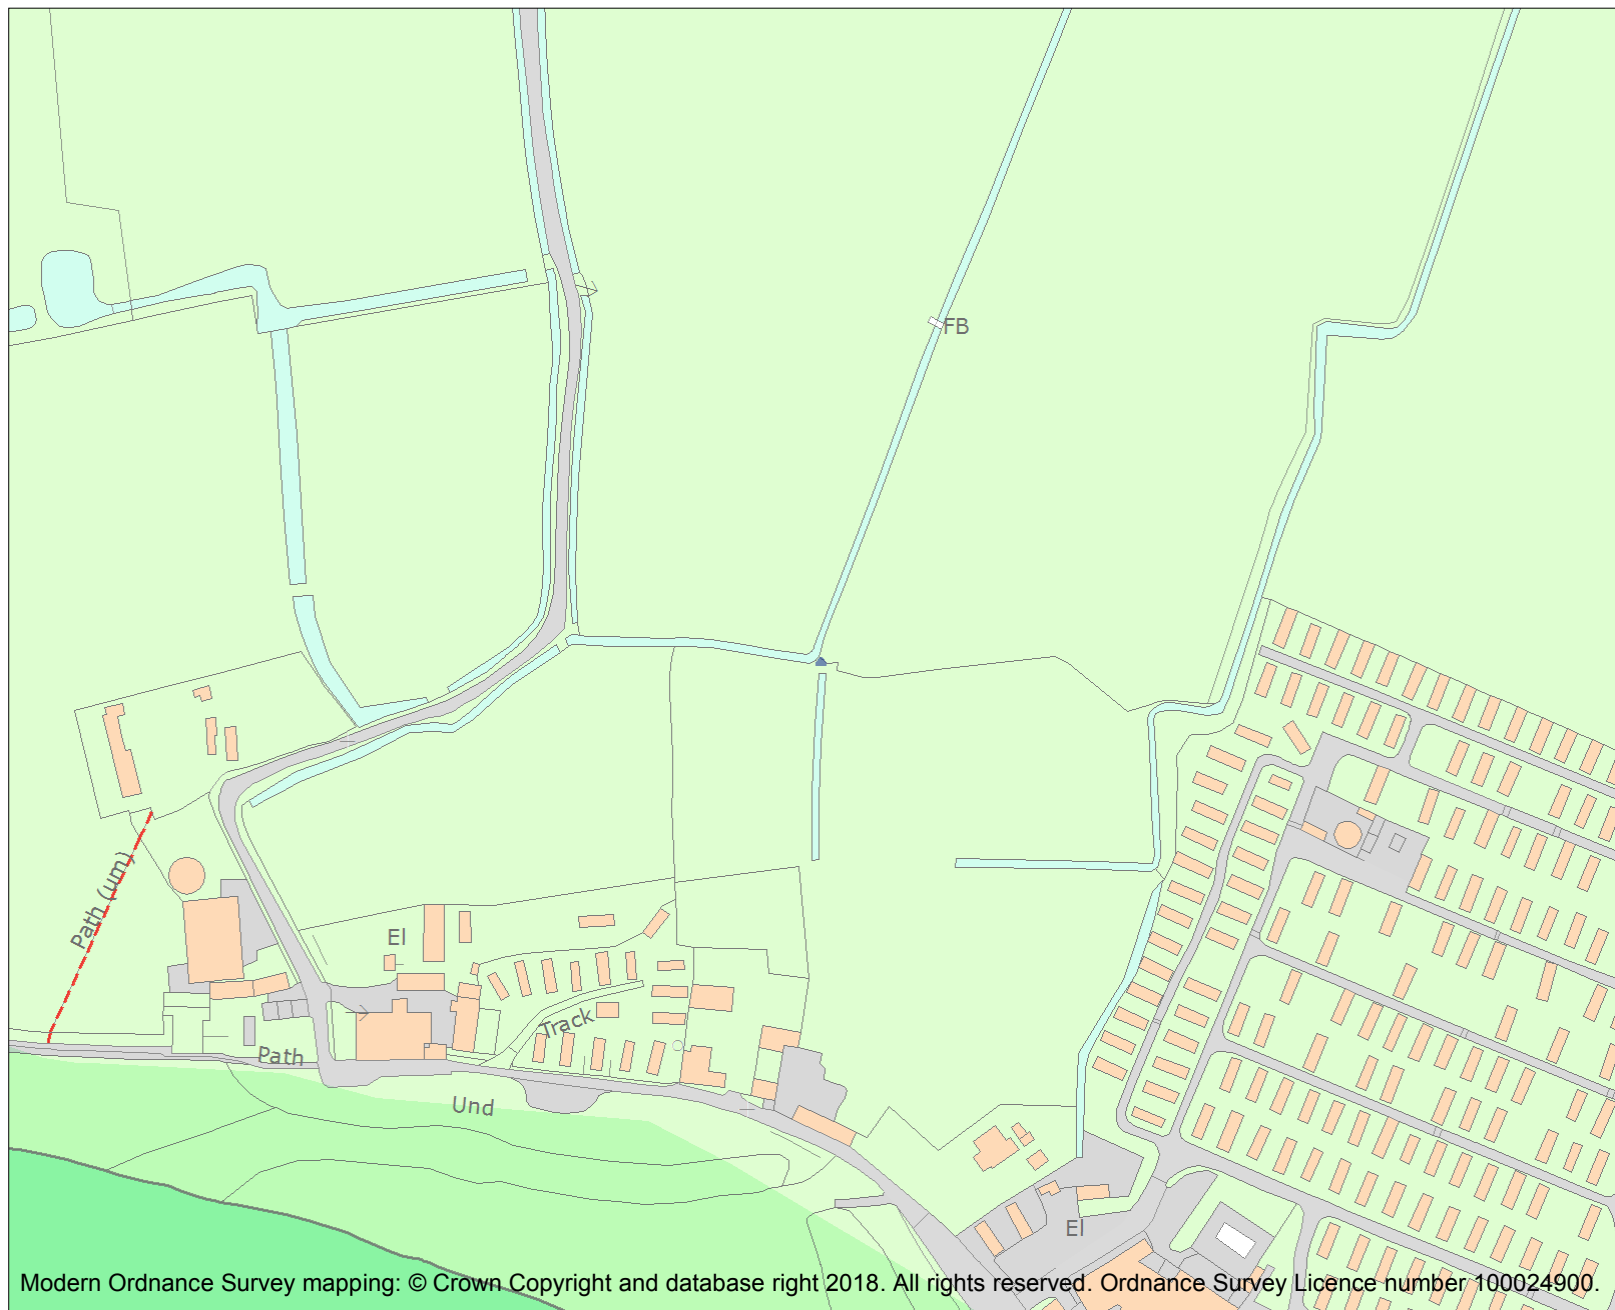 FB
Path (um)
El
Track
Path
Und
El
Modern Ordnance Survey mapping: © Crown Copyright and database right 2018. All rights reserved. Ordnance Survey Licence number 100024900.